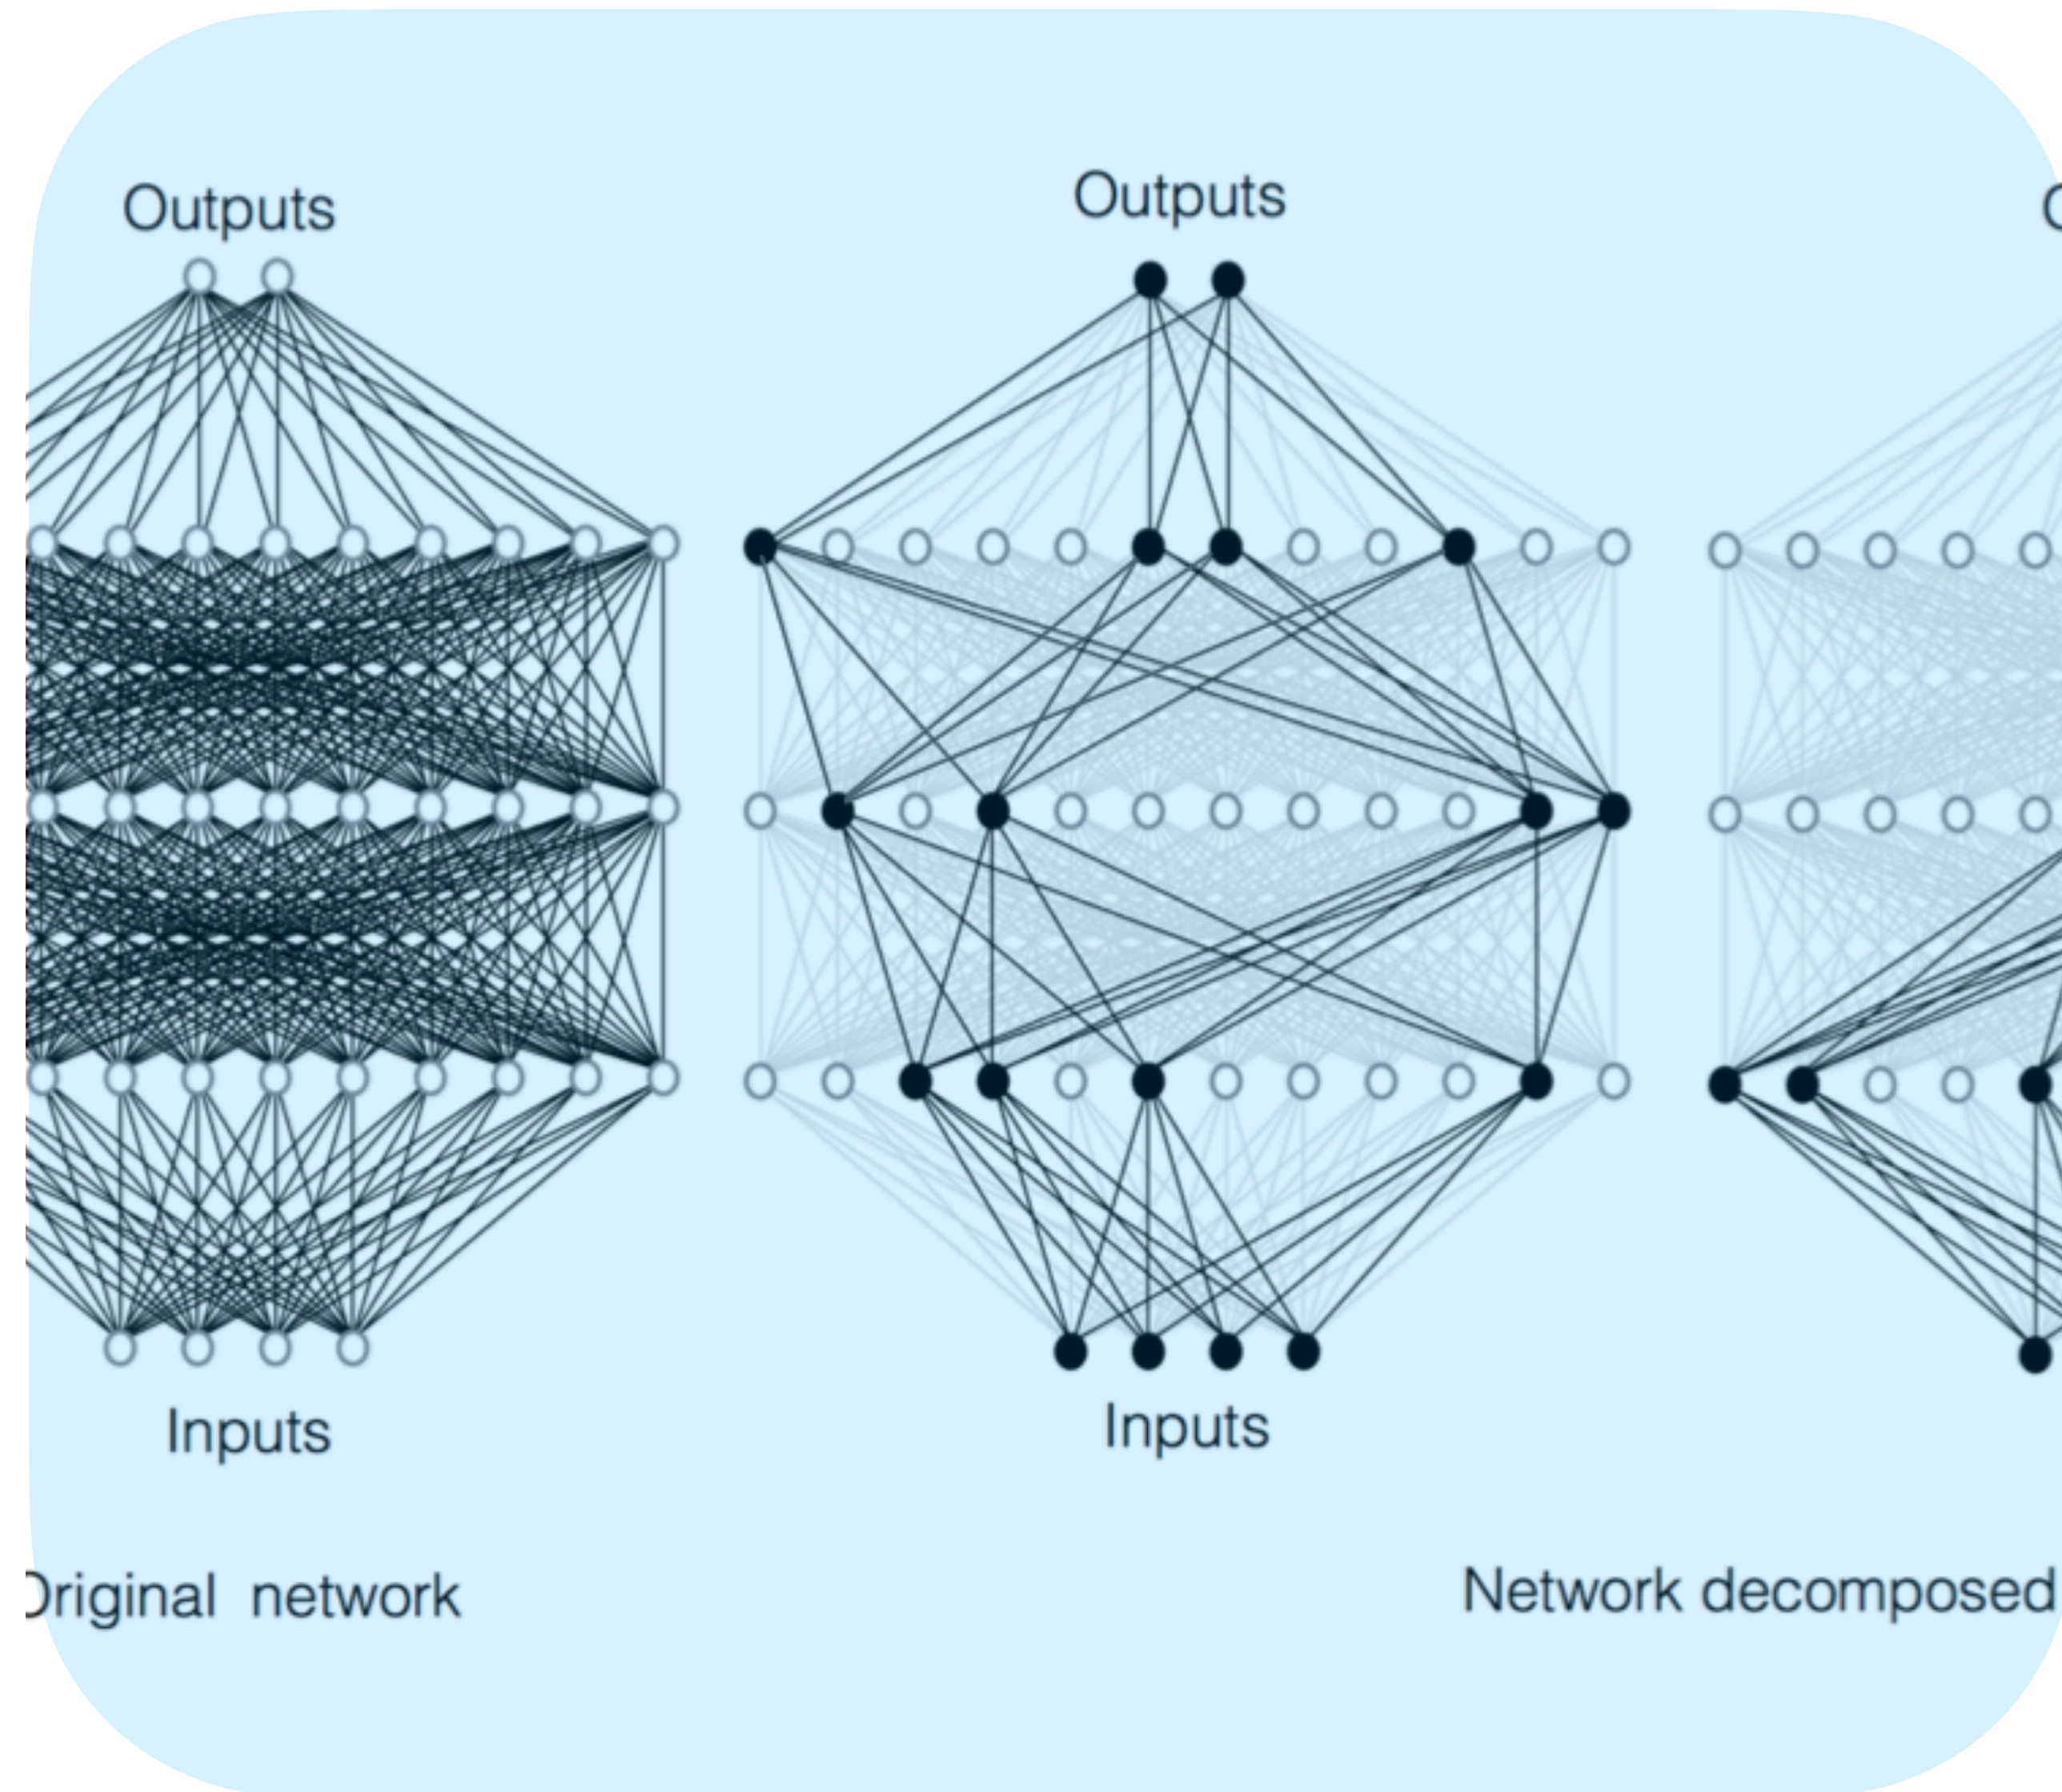 Outputs
Outputs
Inputs
Inputs
Original network
Network decomposed